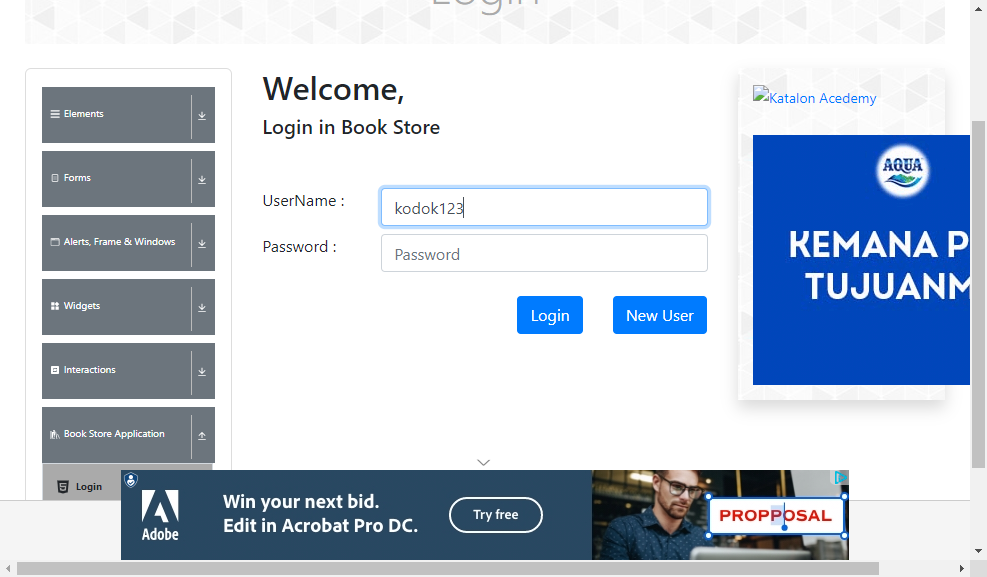 Login
Elements
Forms
Alerts, Frame & Windows
Widgets
Interactions
Book Store Application
Login
Welcome,
Login in Book Store
UserName :
kodok123
Password :
Password
Login
New User
Katalon Acedemy
AQUA
KEMANA P
TUJUANM
Adobe
Win your next bid.
Edit in Acrobat Pro DC.
Try free
PROPPOSAL